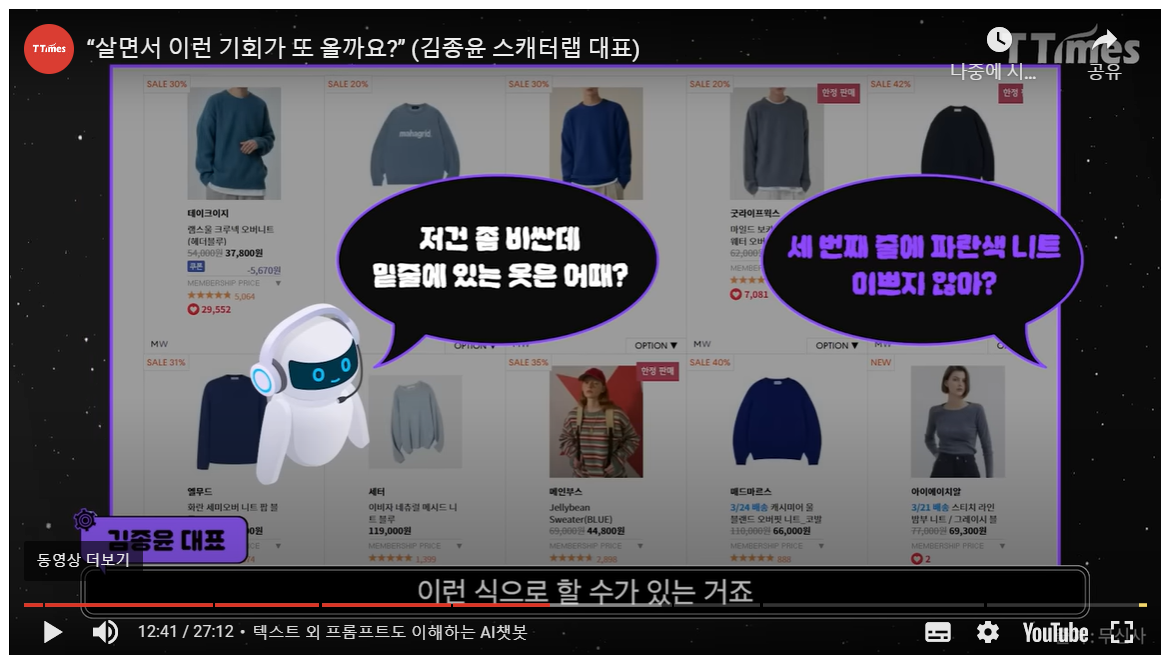 TTimes
“살면서 이런 기회가 또 올까요?” (김종윤 스캐터랩 대표)
TTimes
나중에 시...
공유
SALE 30%
SALE 20%
SALE 30%
SALE 20%
한정 판매
SALE 42%
한정
mahagrid
저건 좀 비싼데
밑줄에 있는 옷은 어때?
세 번째 줄에 파란색 니트
이쁘지 않아?
테이크이지
램스울 크루넥 오버니트
(헤더블루)
54,000원 37,800원
쿠폰 -5,670원
MEMBERSHIP PRICE ▼
5,064
29,552
굿라이프웍스
마일드
웨터 오버
62,000
MEMBE
7,081
MW
OPTION ▼
OPTION ▼
MW
OPTION ▼
MW
SALE 31%
SALE 35%
한정 판매
SALE 40%
NEW
엘무드
화란 세미오버 니트 팝 블
00원
세터
이비자 네츄럴 메시드 니
트 블루
119,000원
MEMBERSHIP PRICE ▼
1,399
메인부스
Jellybean
Sweater(BLUE)
69,000원 44,800원
MEMBERSHIP PRICE ▼
2,898
페드마르스
3/24 배송 캐시미어 울
블렌드 오버핏 니트_코발
110,000원 66,000원
MEMBERSHIP PRICE ▼
888
아이에이치알
3/21 배송 스티치 라인
밤부 니트 / 그레이시 블
77,000원 69,300원
MEMBERSHIP PRICE ▼
2
김종윤 대표
동영상 더보기
이런 식으로 할 수가 있는 거죠
12:41 / 27:12 • 텍스트 외 프롬프트도 이해하는 AI챗봇
YouTube
: 무신사